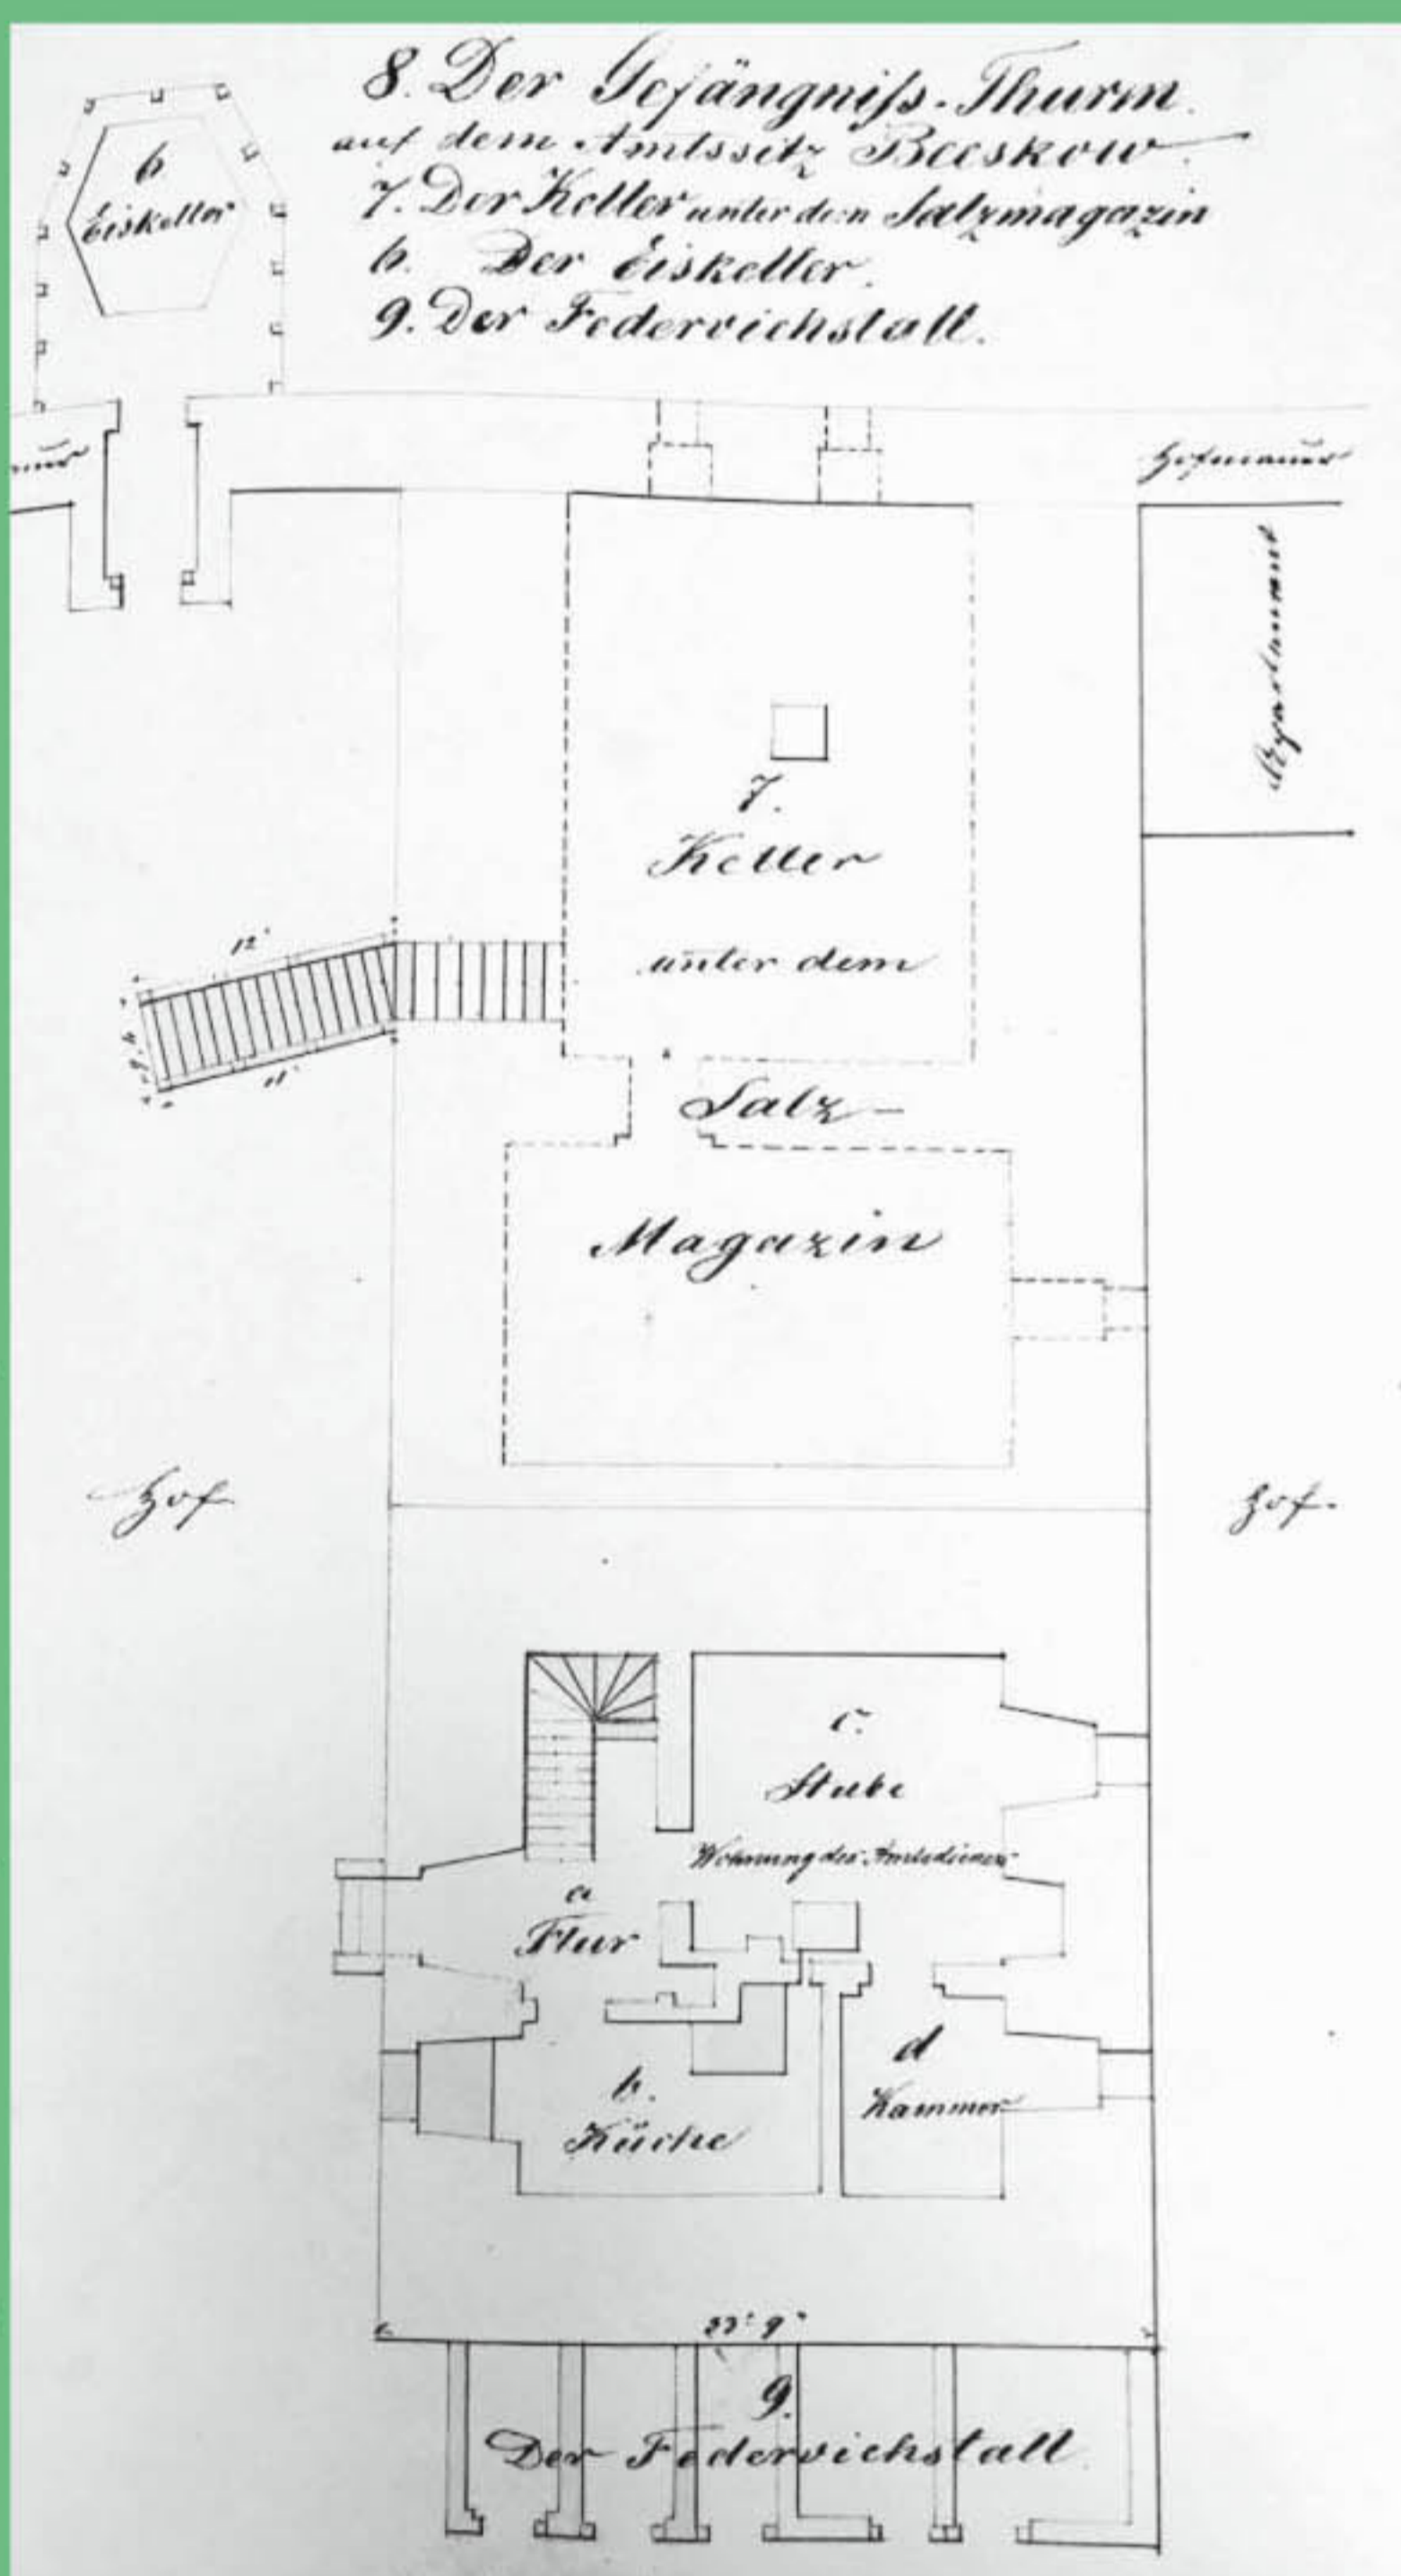 8. Der Gefängniß-Thurm.
auf dem Amtssitz Beeskow.
7. Der Keller unter dem Salzmagazin
6. Der Eiskeller.
9. Der Federviehstall.
6
Eiskeller
Hofmauer
7.
Keller
unter dem
Salz-
Magazin
12'
11'
Hof
Hof.
c.
Stube
Wohnung des Amtsdieners
a
Flur
b.
Küche
d
Kammer
9.
Der Federviehstall